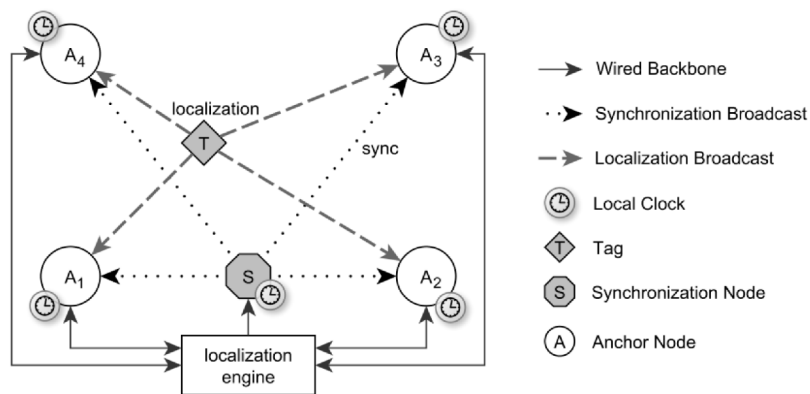 A4
A3
localization
T
sync
A1
S
A2
localization
engine
Wired Backbone
Synchronization Broadcast
Localization Broadcast
Local Clock
T Tag
S Synchronization Node
A Anchor Node